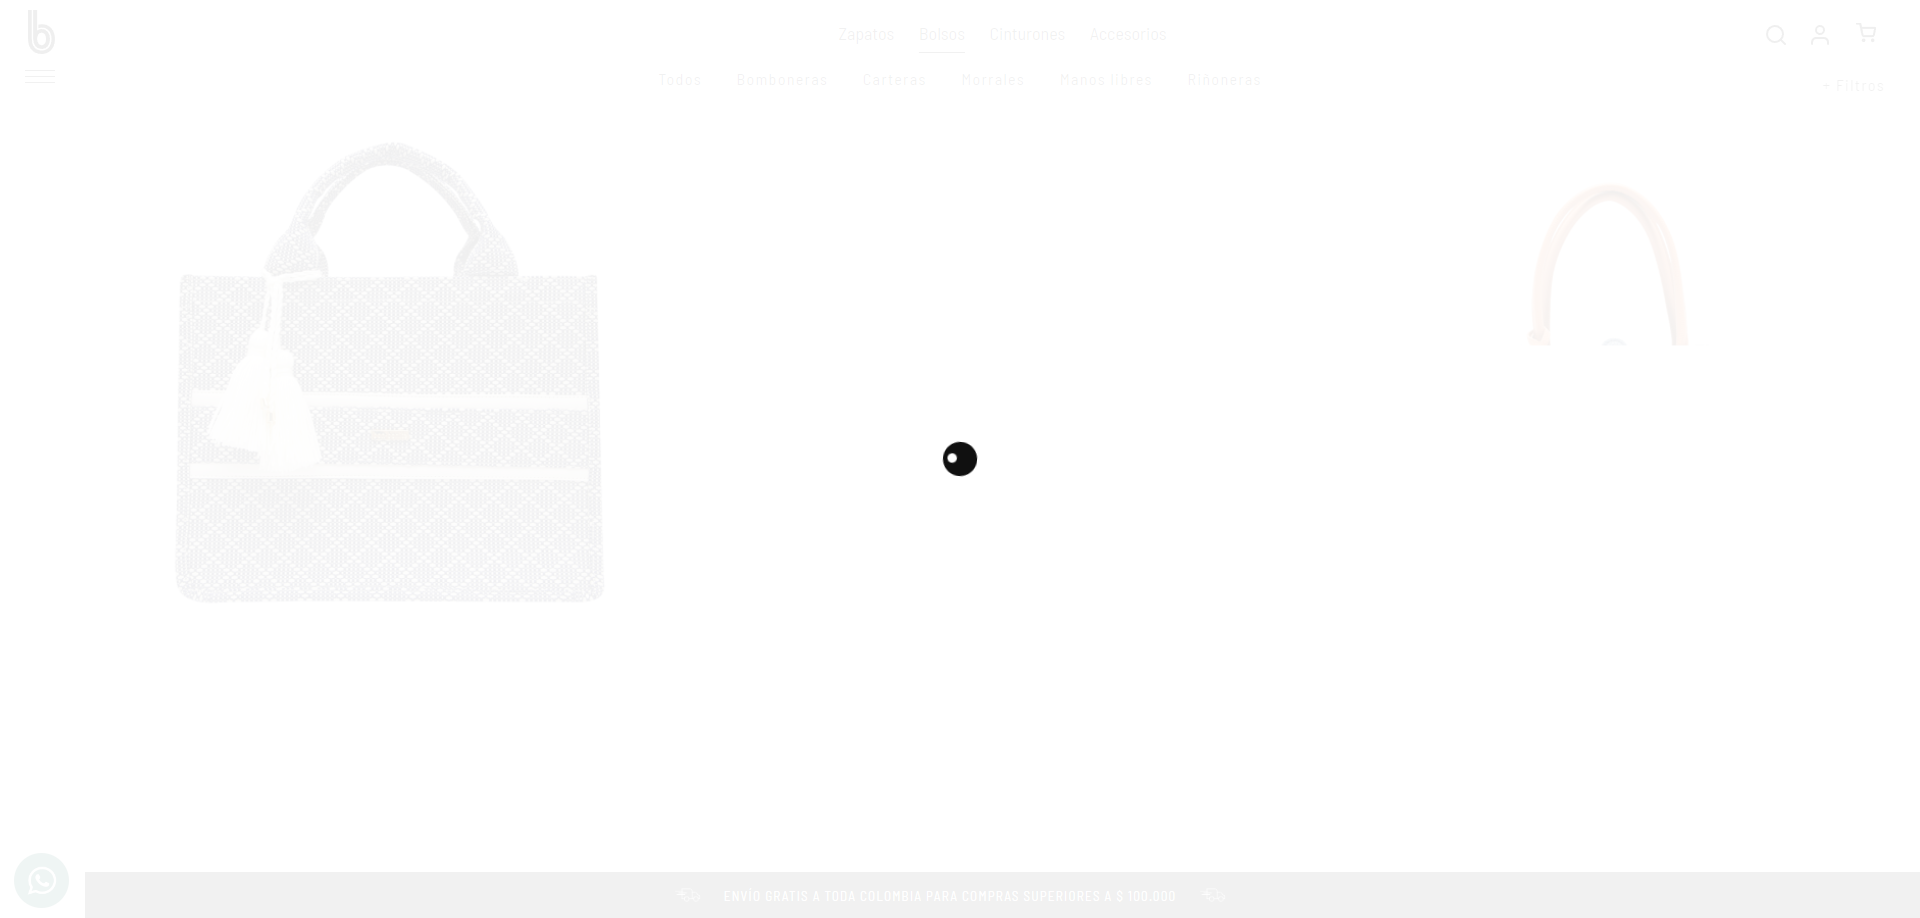 b
Zapatos Bolsos Cinturones Accesorios
Todos Bomboneras Carteras Morrales Manos libres Riñoneras
+ Filtros
ENVÍO GRATIS A TODA COLOMBIA PARA COMPRAS SUPERIORES A $ 100.000